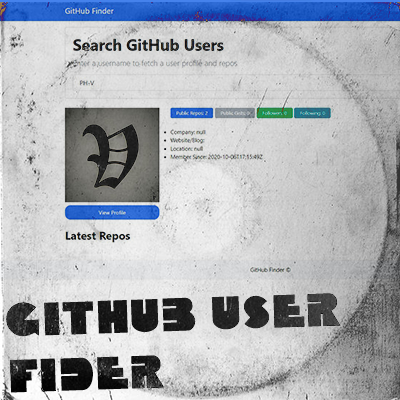 GitHub Finder
Search GitHub Users
a username to fetch a user profile and repos
PH-V
Public Repos: 2 Public Gists: 0 Followers: 0 Following: 0
Company: null
Website/Blog:
Location: null
Member Since: 2020-10-06T17:15:49Z
View Profile
Latest Repos
GitHub Finder ©
GITHUB USER
FIDER